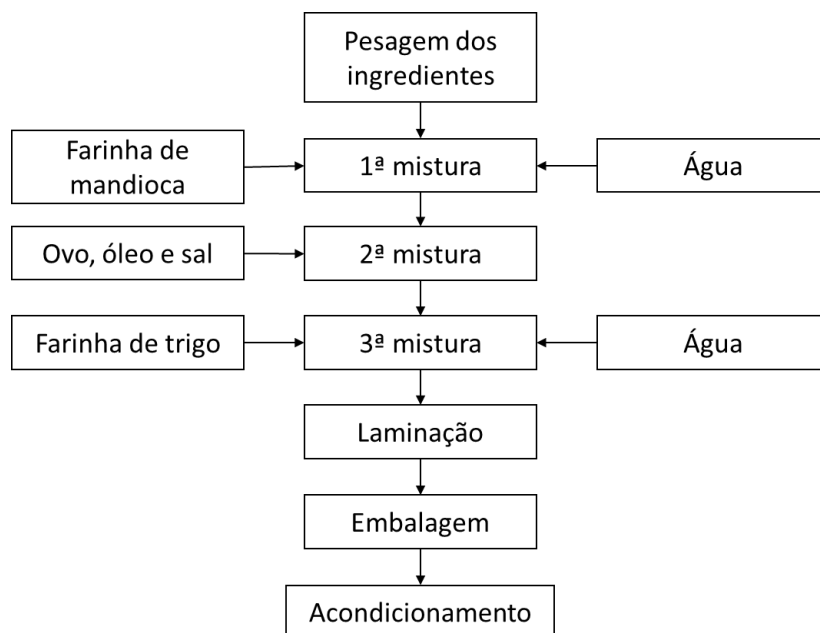 Pesagem dos
ingredientes
Farinha de
mandioca
1ª mistura
Água
Ovo, óleo e sal
2ª mistura
Farinha de trigo
3ª mistura
Água
Laminação
Embalagem
Acondicionamento